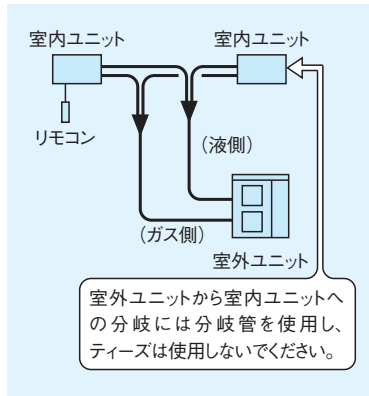 室内ユニット
室内ユニット
リモコン
(液側)
(ガス側)
室外ユニット
室外ユニットから室内ユニットへ
の分岐には分岐管を使用し、
ティーズは使用しないでください。